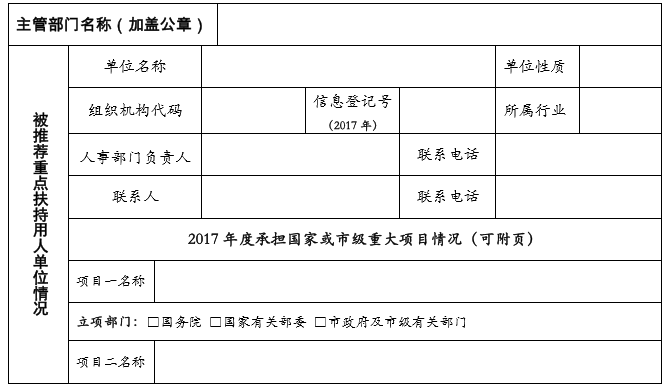 主管部门名称（加盖公章）
被推荐重点扶持用人单位情况
单位名称
单位性质
组织机构代码
信息登记号
（2017 年）
所属行业
人事部门负责人
联系电话
联系人
联系电话
2017 年度承担国家或市级重大项目情况（可附页）
项目一名称
立项部门：□国务院 □国家有关部委 □市政府及市级有关部门
项目二名称